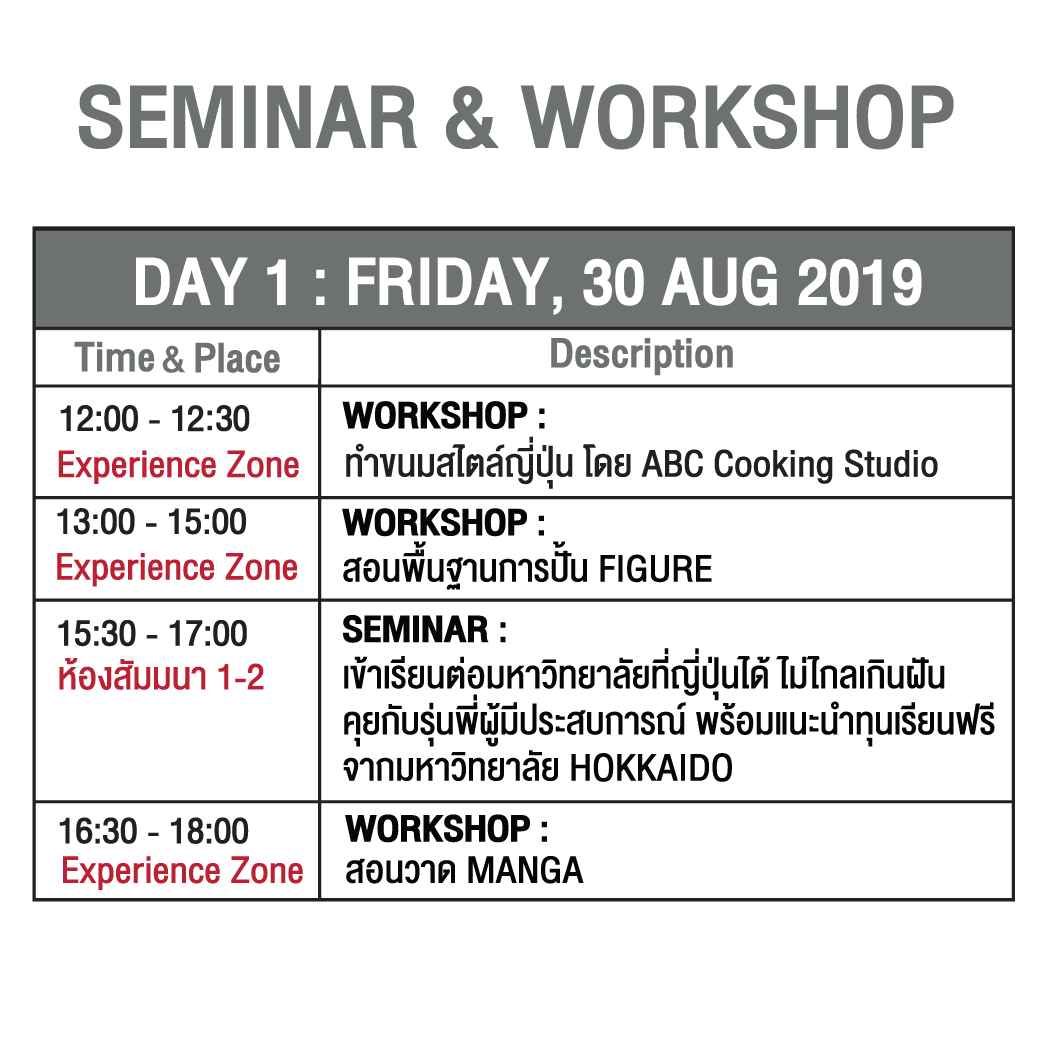 SEMINAR & WORKSHOP
DAY 1 : FRIDAY, 30 AUG 2019
Time & Place
Description
12:00 - 12:30
Experience Zone
WORKSHOP :
ทำขนมสไตล์ญี่ปุ่น โดย ABC Cooking Studio
13:00 - 15:00
Experience Zone
WORKSHOP :
สอนพื้นฐานการปั้น FIGURE
15:30 - 17:00
ห้องสัมมนา 1-2
SEMINAR :
เข้าเรียนต่อมหาวิทยาลัยที่ญี่ปุ่นได้ ไม่ไกลเกินฝัน
คุยกับรุ่นพี่ผู้มีประสบการณ์ พร้อมแนะนำทุนเรียนฟรี
จากมหาวิทยาลัย HOKKAIDO
16:30 - 18:00
Experience Zone
WORKSHOP :
สอนวาด MANGA